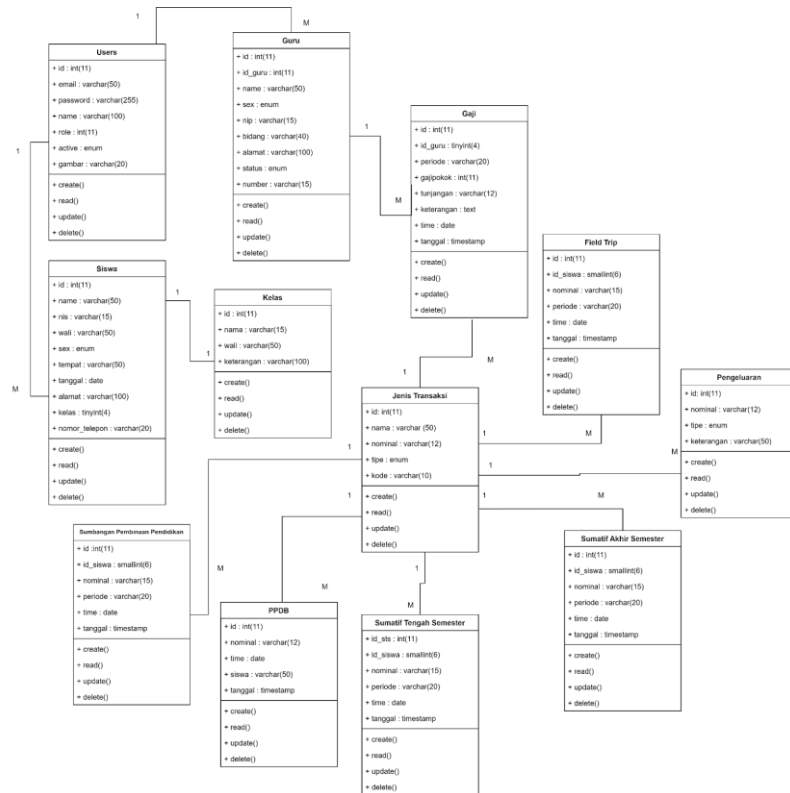 1
M
Users
+ id : int(11)
+ email : varchar(50)
+ password : varchar(255)
+ name : varchar(100)
+ role : int(11)
+ active : enum
+ gambar : varchar(20)
+ create()
+ read()
+ update()
+ delete()
Guru
+ id : int(11)
+ id_guru : int(11)
+ name : varchar(50)
+ sex : enum
+ nip : varchar(15)
+ bidang : varchar(40)
+ alamat : varchar(100)
+ status : enum
+ number : varchar(15)
+ create()
+ read()
+ update()
+ delete()
1
M
Gaji
+ id : int(11)
+ id_guru : tinyint(4)
+ periode : varchar(20)
+ gajipokok : int(11)
+ tunjangan : varchar(12)
+ keterangan : text
+ time : date
+ tanggal : timestamp
+ create()
+ read()
+ update()
+ delete()
1
M
Siswa
+ id : int(11)
+ name : varchar(50)
+ nis : varchar(15)
+ wali : varchar(50)
+ sex : enum
+ tempat : varchar(50)
+ tanggal : date
+ alamat : varchar(100)
+ kelas : tinyint(4)
+ nomor_telepon : varchar(20)
+ create()
+ read()
+ update()
+ delete()
1
1
Kelas
+ id : int(11)
+ nama : varchar(15)
+ wali : varchar(50)
+ keterangan : varchar(100)
+ create()
+ read()
+ update()
+ delete()
Field Trip
+ id : int(11)
+ id_siswa : smallint(6)
+ nominal : varchar(15)
+ periode : varchar(20)
+ time : date
+ tanggal : timestamp
+ create()
+ read()
+ update()
+ delete()
M
1
Jenis Transaksi
+ id: int(11)
+ nama : varchar (50)
+ nominal : varchar(12)
+ tipe : enum
+ kode : varchar(10)
+ create()
+ read()
+ update()
+ delete()
1
M
1
M
Pengeluaran
+ id: int(11)
+ nominal : varchar(12)
+ tipe : enum
+ keterangan : varchar(50)
+ create()
+ read()
+ update()
+ delete()
1
M
1
M
Sumbangan Pembinaan Pendidikan
+ id :int(11)
+ id_siswa : smallint(6)
+ nominal : varchar(15)
+ periode : varchar(20)
+ time : date
+ tanggal : timestamp
+ create()
+ read()
+ update()
+ delete()
1
M
PPDB
+ id : int(11)
+ nominal : varchar(12)
+ time : date
+ siswa : varchar(50)
+ tanggal : timestamp
+ create()
+ read()
+ update()
+ delete()
1
M
Sumatif Tengah Semester
+ id_sts : int(11)
+ id_siswa : smallint(6)
+ nominal : varchar(15)
+ periode : varchar(20)
+ time : date
+ tanggal : timestamp
+ create()
+ read()
+ update()
+ delete()
Sumatif Akhir Semester
+ id : int(11)
+ id_siswa : smallint(6)
+ nominal : varchar(15)
+ periode : varchar(20)
+ time : date
+ tanggal : timestamp
+ create()
+ read()
+ update()
+ delete()